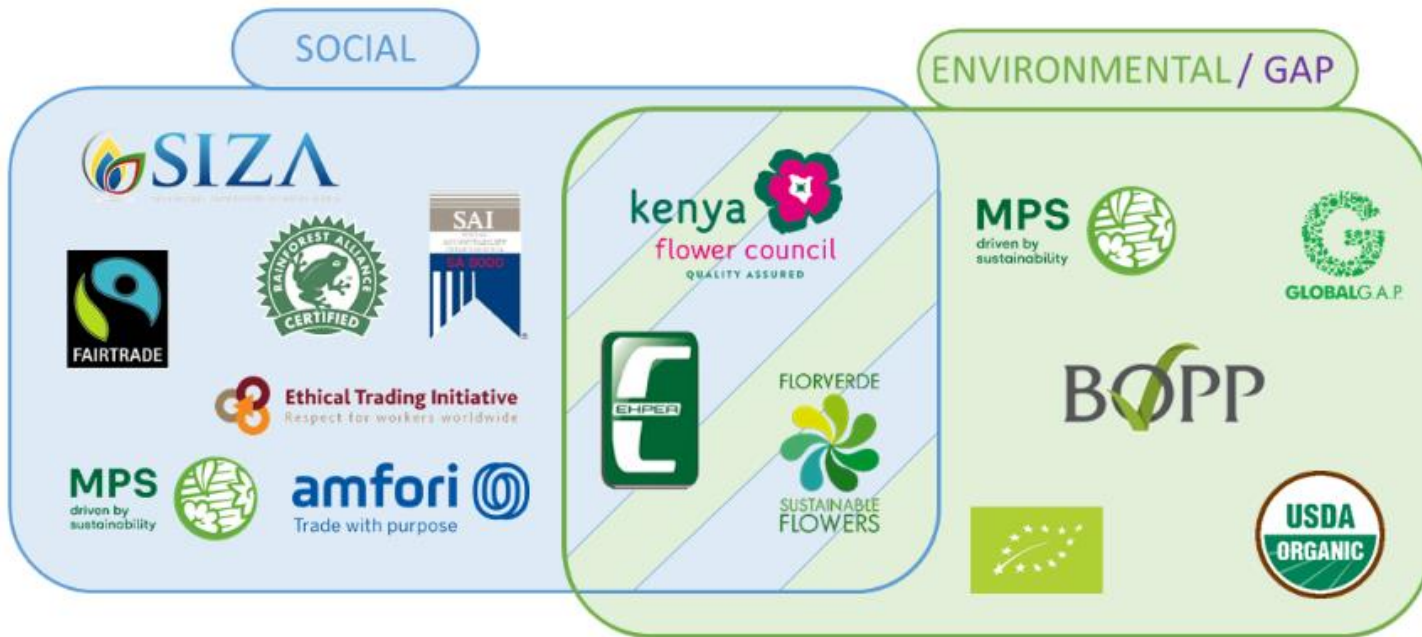 SOCIAL
ENVIRONMENTAL / GAP
SIZA
FAIRTRADE
RAINFOREST ALLIANCE
CERTIFIED
SAI
SA 8000
Ethical Trading Initiative
Respect for workers worldwide
MPS
driven by
sustainability
amfori
Trade with purpose
kenya
flower council
QUALITY ASSURED
EHPEA
FLORVERDE
SUSTAINABLE
FLOWERS
MPS
driven by
sustainability
GLOBALG.A.P.
BOPP
USDA
ORGANIC